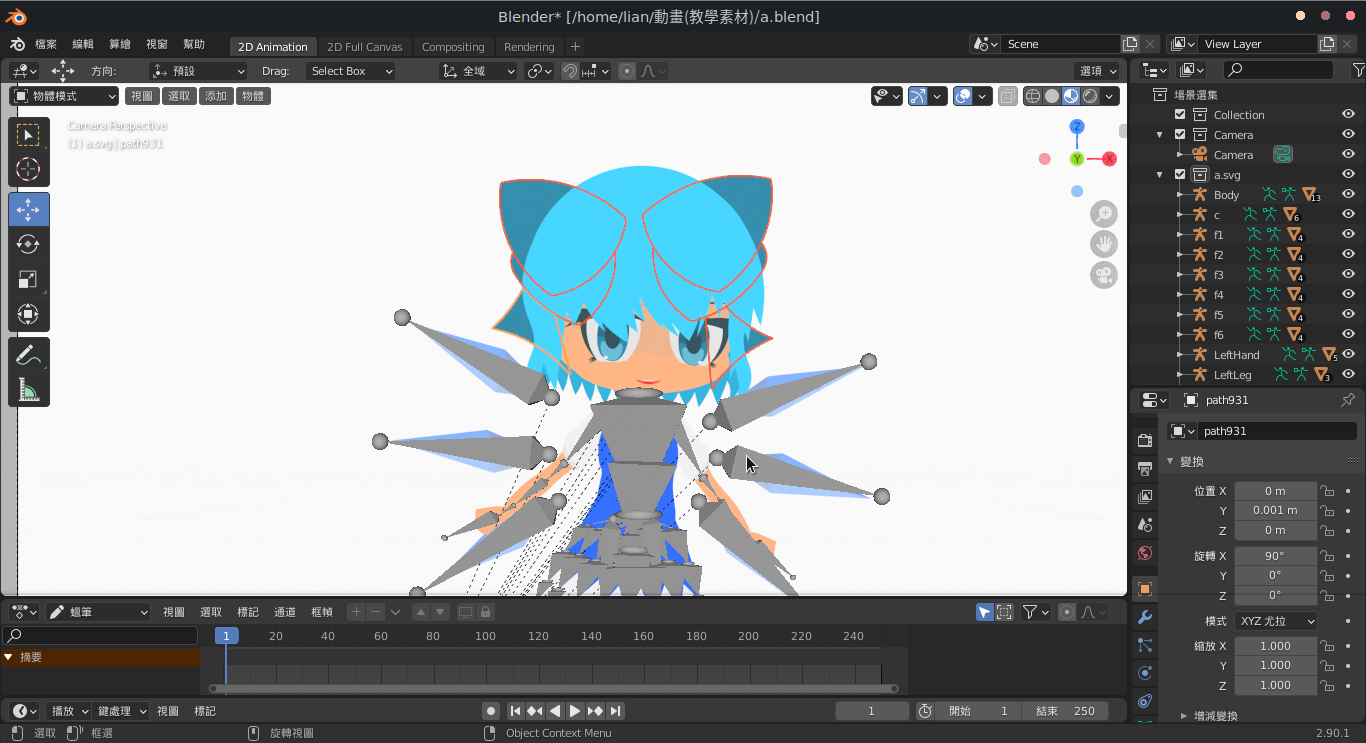 Blender* [/home/lian/動畫(教學素材)/a.blend]
檔案 編輯 算繪 視窗 幫助 2D Animation 2D Full Canvas Compositing Rendering + Scene View Layer
方向: 預設 Drag: Select Box 全域 選項
物體模式 視圖 選取 添加 物體
Camera Perspective
(1) a.svg | path931
Z
Y X
場景選集
Collection
Camera
Camera
a.svg
Body 13
c 6
f1 4
f2 4
f3 4
f4 4
f5 4
f6 4
LeftHand 5
LeftLeg 3
path931
path931
變換
位置 X 0 m
Y 0.001 m
Z 0 m
旋轉 X 90°
Y 0°
Z 0°
模式 XYZ 尤拉
縮放 X 1.000
Y 1.000
Z 1.000
增減變換
蠟筆 視圖 選取 標記 通道 框幀
1 20 40 60 80 100 120 140 160 180 200 220 240
摘要
播放 鍵處理 視圖 標記 1 開始 1 結束 250
選取 框選 旋轉視圖 Object Context Menu 2.90.1